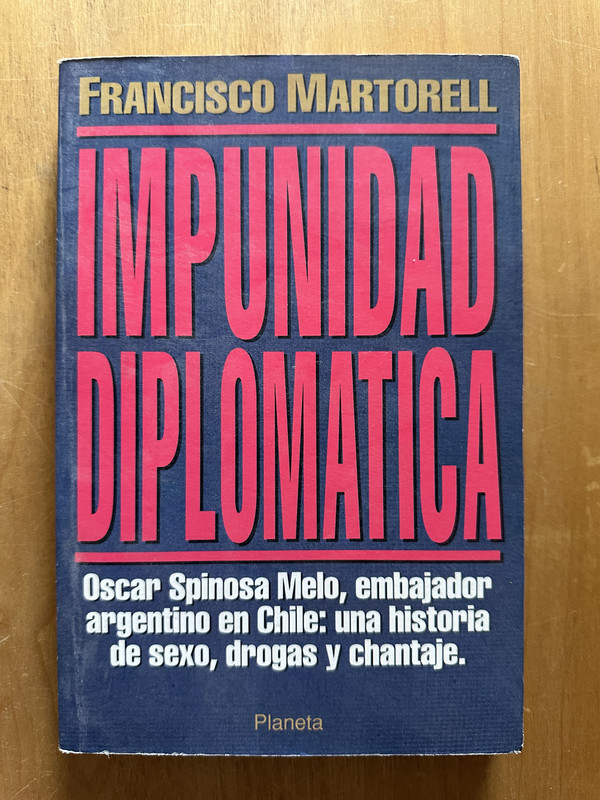 FRANCISCO MARTORELL
IMPUNIDAD
DIPLOMATICA
Oscar Spinosa Melo, embajador
argentino en Chile: una historia
de sexo, drogas y chantaje.
Planeta